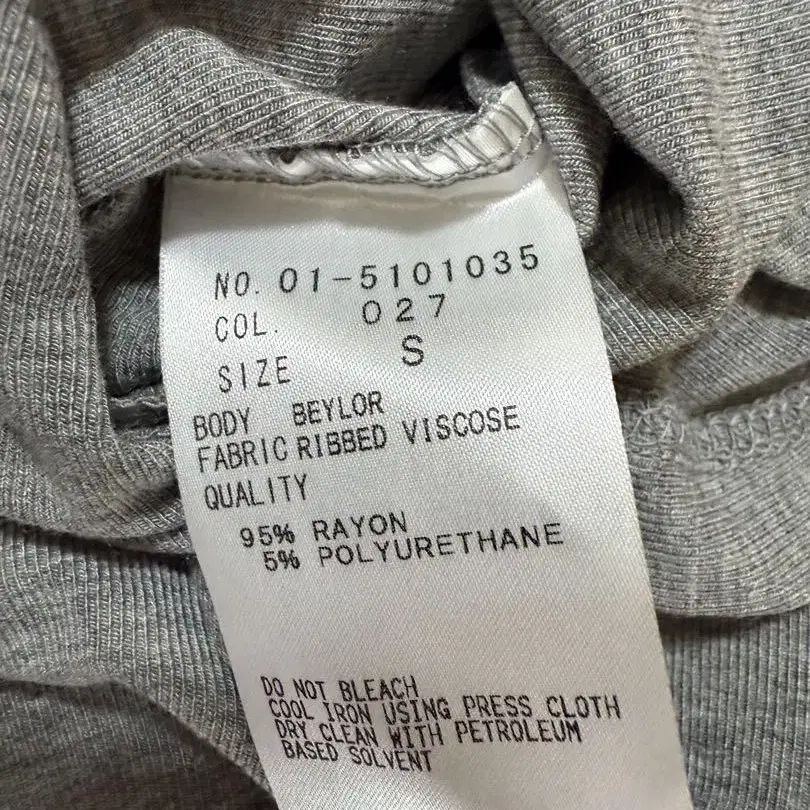 NO. 01-5101035
COL. 027
SIZE S
BODY BEYLOR
FABRIC RIBBED VISCOSE
QUALITY
95% RAYON
5% POLYURETHANE
DO NOT BLEACH
COOL IRON USING PRESS CLOTH
DRY CLEAN WITH PETROLEUM
BASED SOLVENT